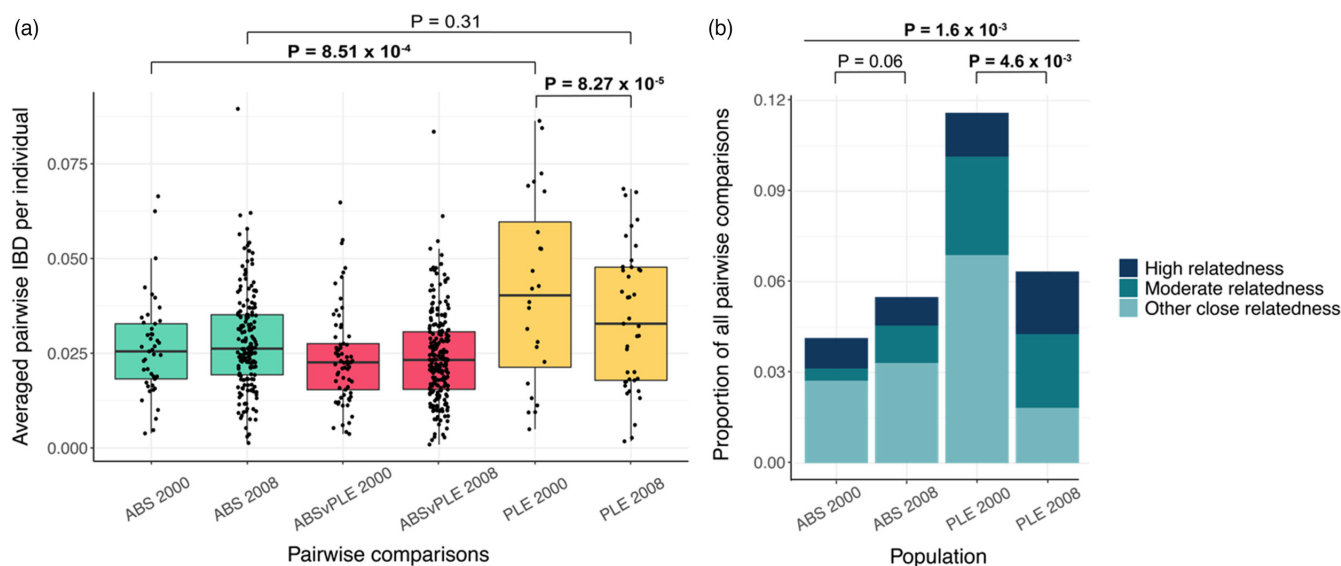 (a)
P = 0.31
P = 8.51 x 10⁻⁴
P = 8.27 x 10⁻⁵
Averaged pairwise IBD per individual
0.075
0.050
0.025
0.000
ABS 2000
ABS 2008
ABSvPLE 2000
ABSvPLE 2008
PLE 2000
PLE 2008
Pairwise comparisons
(b)
P = 1.6 x 10⁻³
P = 0.06
P = 4.6 x 10⁻³
Proportion of all pairwise comparisons
0.12
0.09
0.06
0.03
0.00
ABS 2000
ABS 2008
PLE 2000
PLE 2008
Population
High relatedness
Moderate relatedness
Other close relatedness